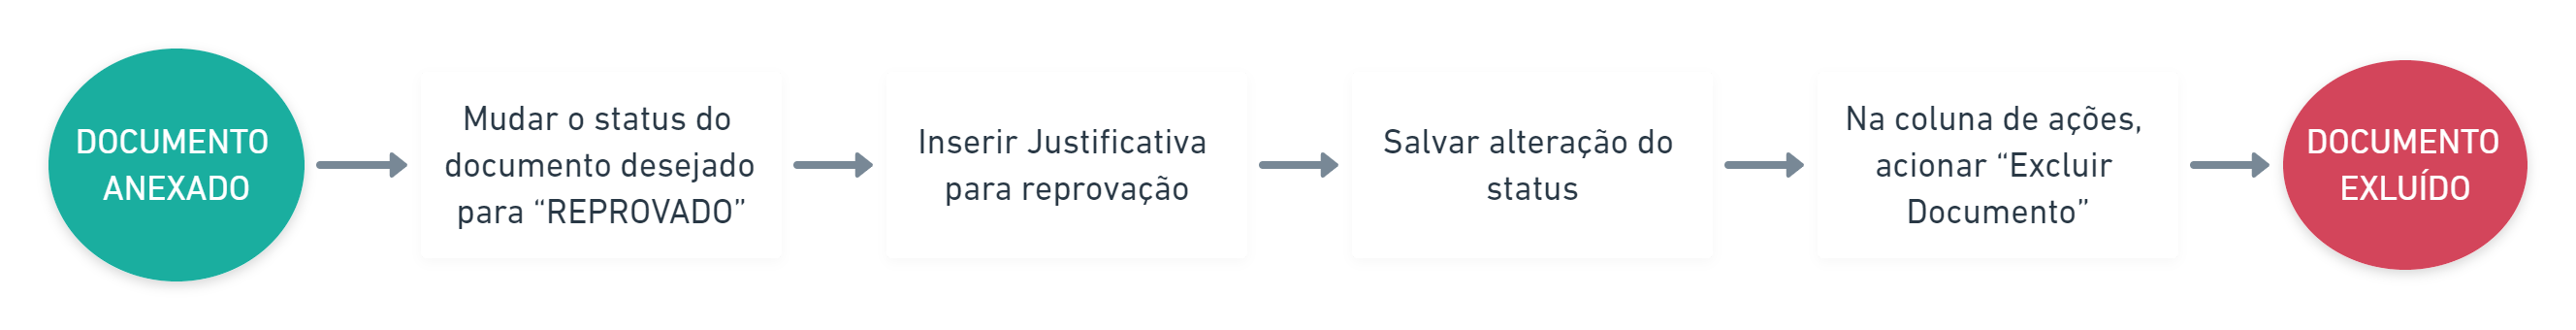 DOCUMENTO
ANEXADO
Mudar o status do
documento desejado
para “REPROVADO”
Inserir Justificativa
para reprovação
Salvar alteração do
status
Na coluna de ações,
acionar “Excluir
Documento”
DOCUMENTO
EXLUÍDO